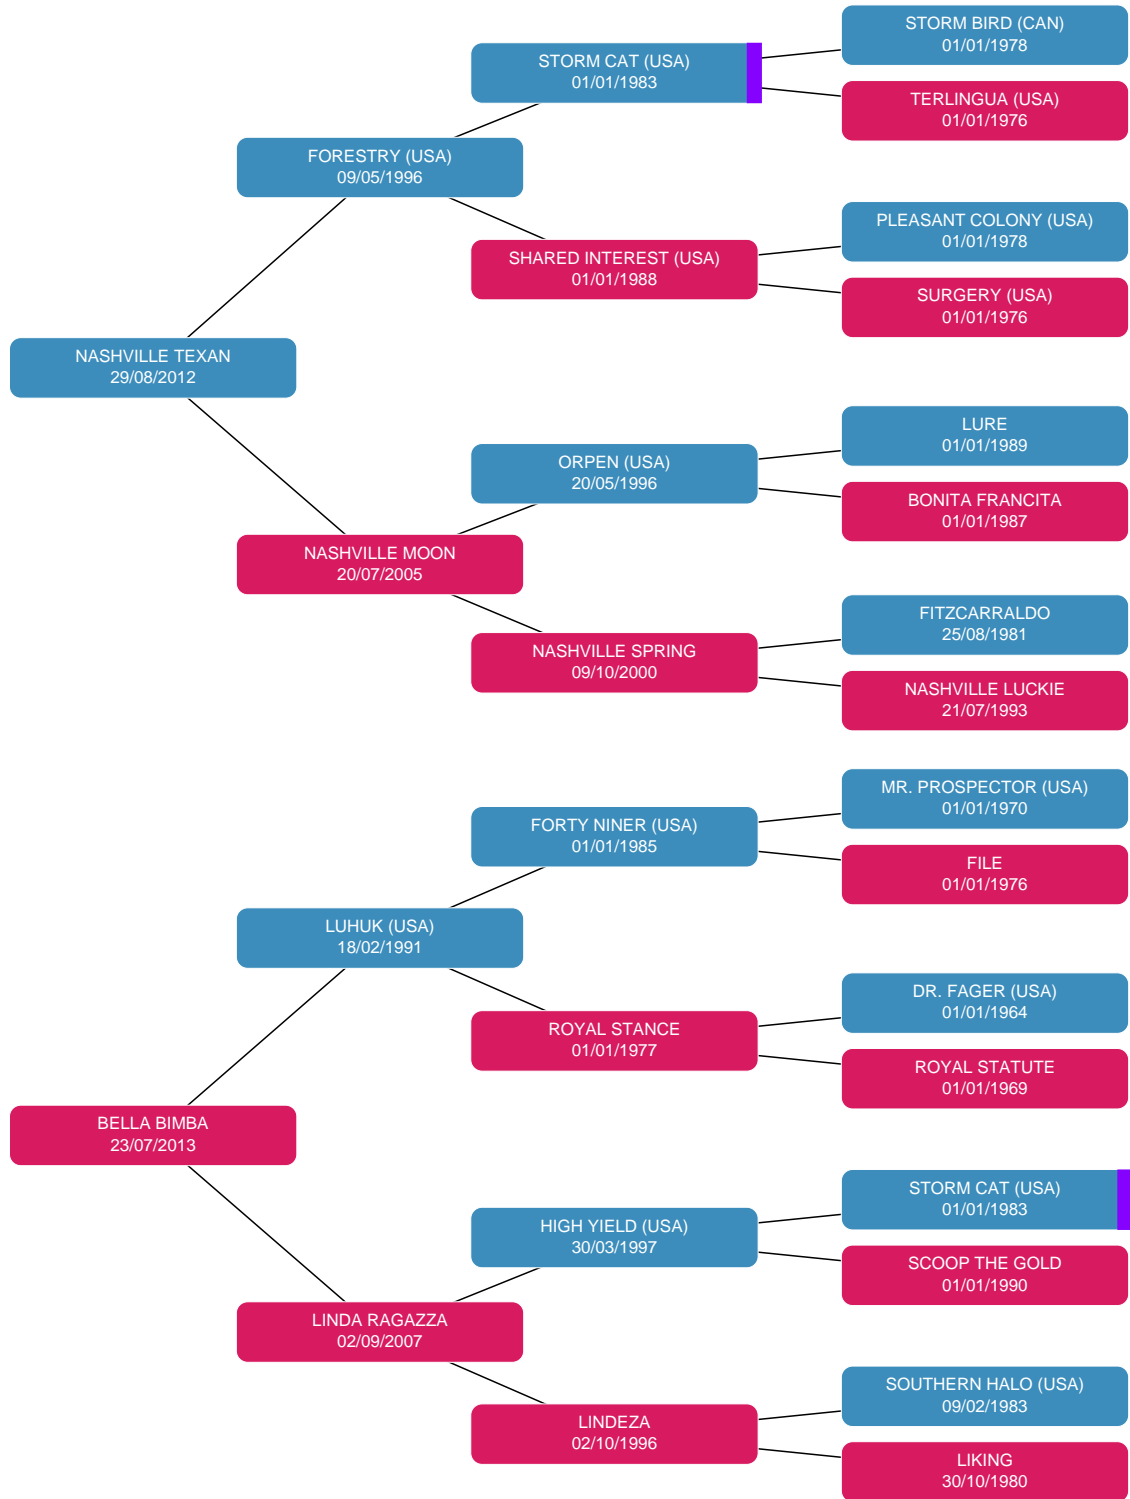 STORM BIRD (CAN)
01/01/1978
STORM CAT (USA)
01/01/1983
TERLINGUA (USA)
01/01/1976
FORESTRY (USA)
09/05/1996
PLEASANT COLONY (USA)
01/01/1978
SHARED INTEREST (USA)
01/01/1988
SURGERY (USA)
01/01/1976
NASHVILLE TEXAN
29/08/2012
LURE
01/01/1989
ORPEN (USA)
20/05/1996
BONITA FRANCITA
01/01/1987
NASHVILLE MOON
20/07/2005
FITZCARRALDO
25/08/1981
NASHVILLE SPRING
09/10/2000
NASHVILLE LUCKIE
21/07/1993
MR. PROSPECTOR (USA)
01/01/1970
FORTY NINER (USA)
01/01/1985
FILE
01/01/1976
LUHUK (USA)
18/02/1991
DR. FAGER (USA)
01/01/1964
ROYAL STANCE
01/01/1977
ROYAL STATUTE
01/01/1969
BELLA BIMBA
23/07/2013
STORM CAT (USA)
01/01/1983
HIGH YIELD (USA)
30/03/1997
SCOOP THE GOLD
01/01/1990
LINDA RAGAZZA
02/09/2007
SOUTHERN HALO (USA)
09/02/1983
LINDEZA
02/10/1996
LIKING
30/10/1980